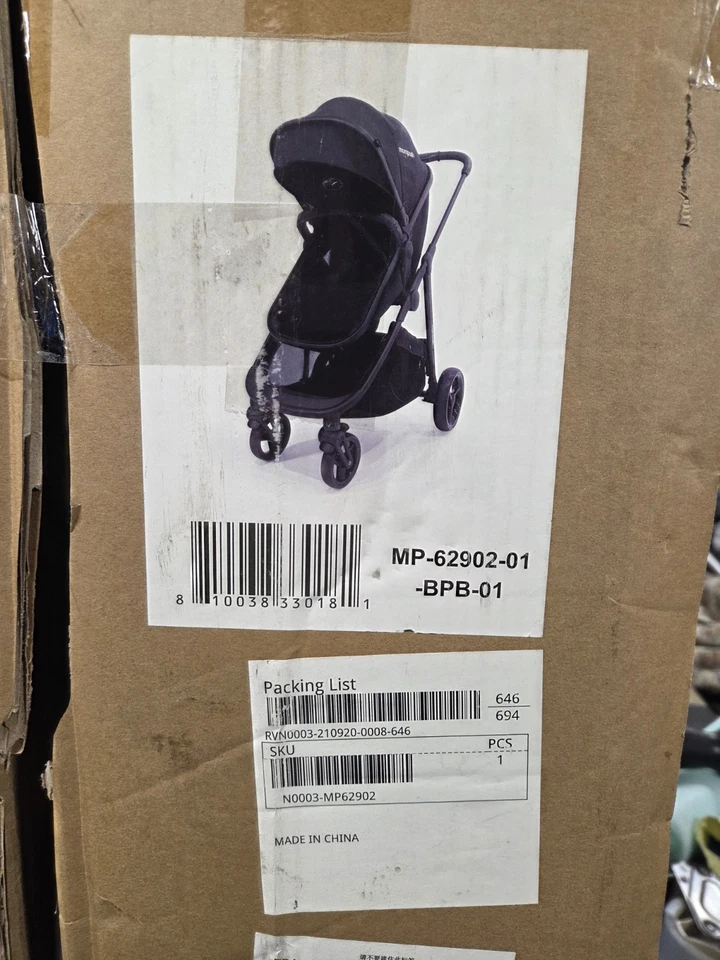 MP-62902-01
-BPB-01
8 10038 33018 1
Packing List
646
694
RVN0003-210920-0008-646
SKU PCS
1
N0003-MP62902
MADE IN CHINA